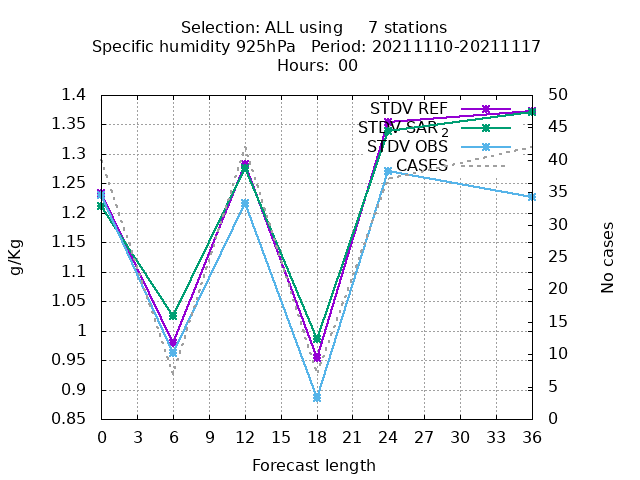 Selection: ALL using 7 stations
Specific humidity 925hPa Period: 20211110-20211117
Hours: 00
1.4
1.35
1.3
1.25
1.2
1.15
1.1
1.05
1
0.95
0.9
0.85
g/Kg
STDV REF
STDV SAR2
STDV OBS
CASES
50
45
40
35
30
25
20
15
10
5
0
No cases
0 3 6 9 12 15 18 21 24 27 30 33 36
Forecast length